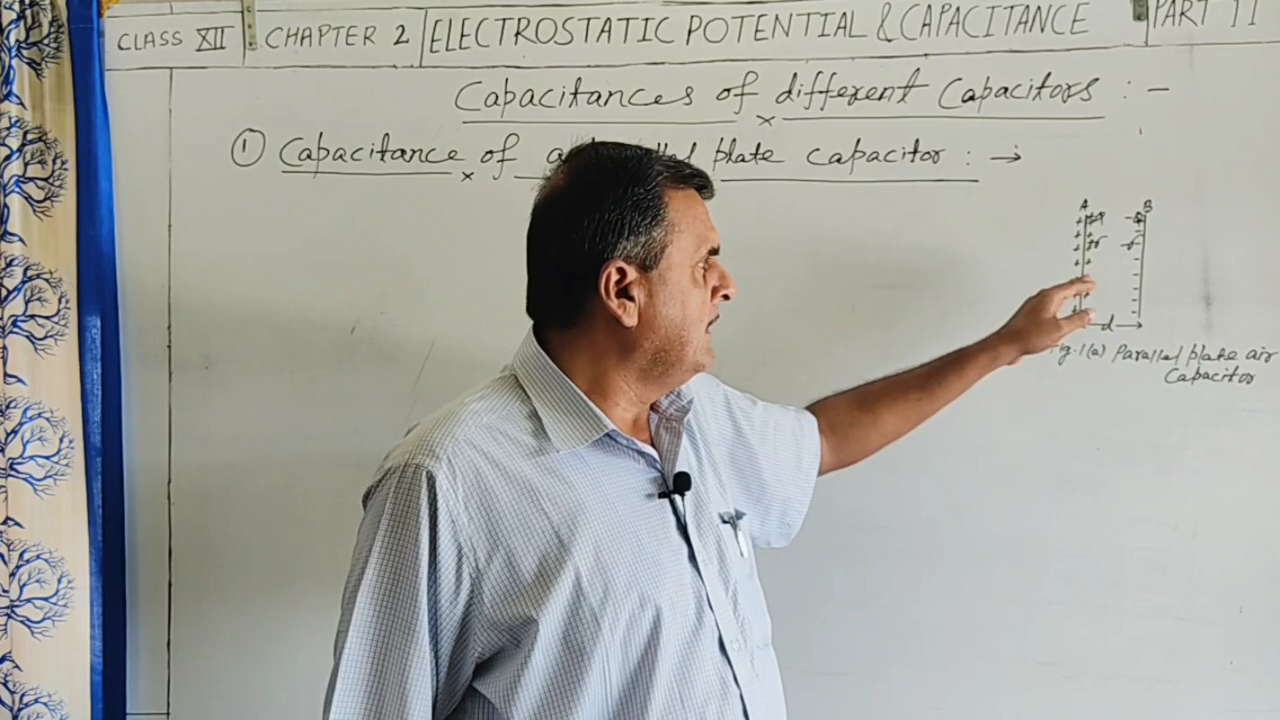 CLASS XII CHAPTER 2 ELECTROSTATIC POTENTIAL & CAPACITANCE PART II
Capacitances of different Capacitors : -
① Capacitance of a plate capacitor : →
A B
d
Fig.1(a) Parallel plate air
Capacitor